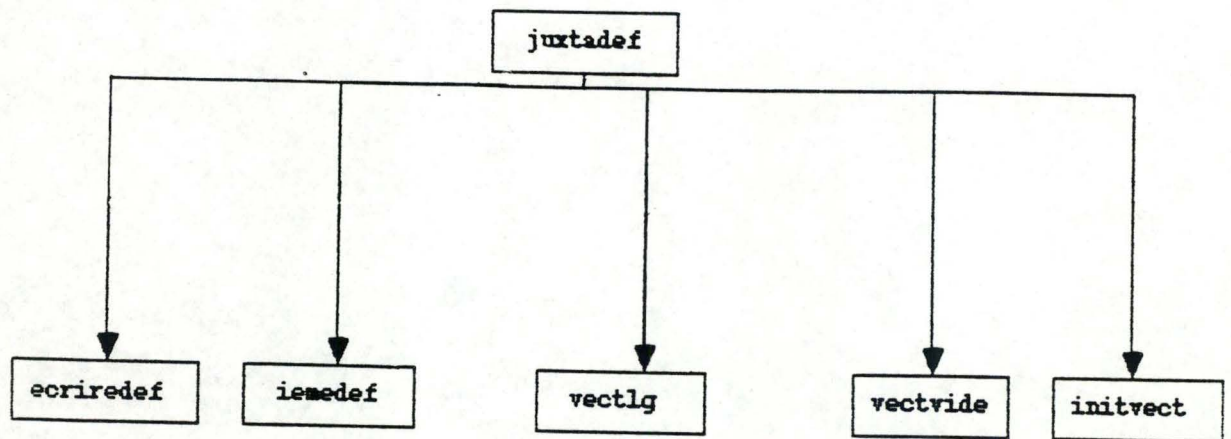 juxtadef
ecriredef
iemedef
vectlg
vectvide
initvect